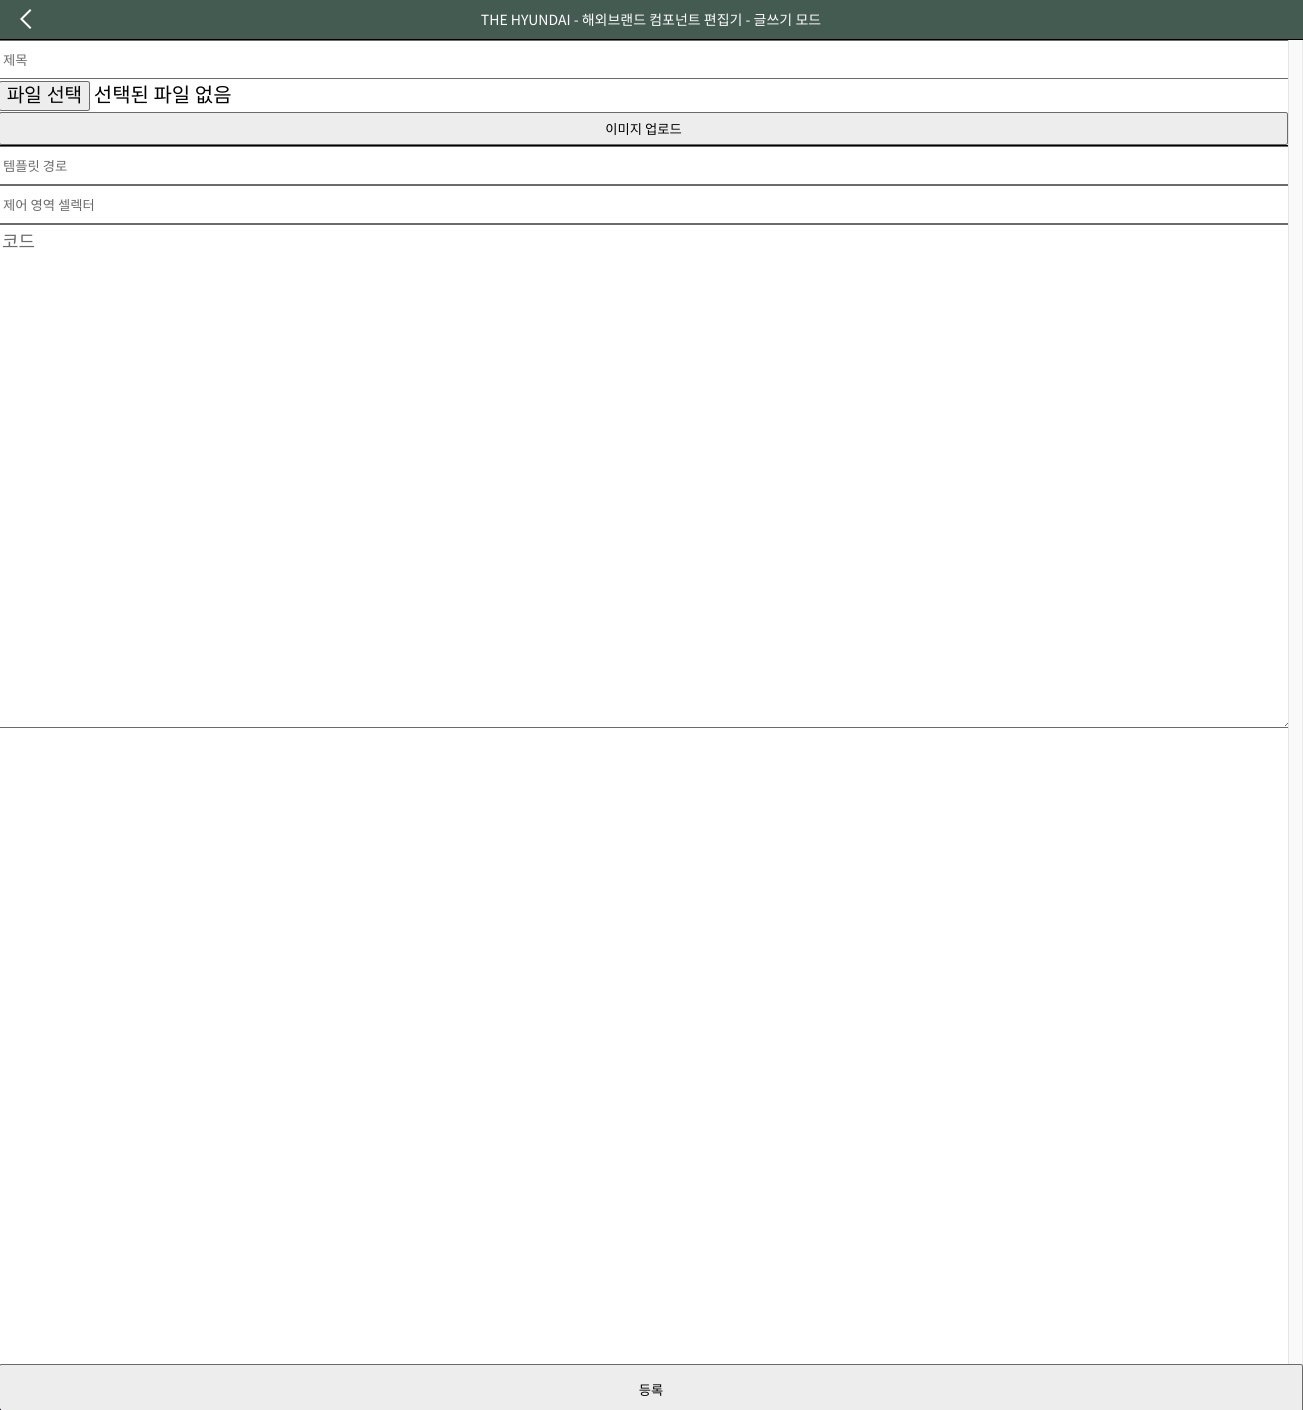 THE HYUNDAI - 해외브랜드 컴포넌트 편집기 - 글쓰기 모드
제목
파일 선택 선택된 파일 없음
이미지 업로드
템플릿 경로
제어 영역 셀렉터
코드
등록